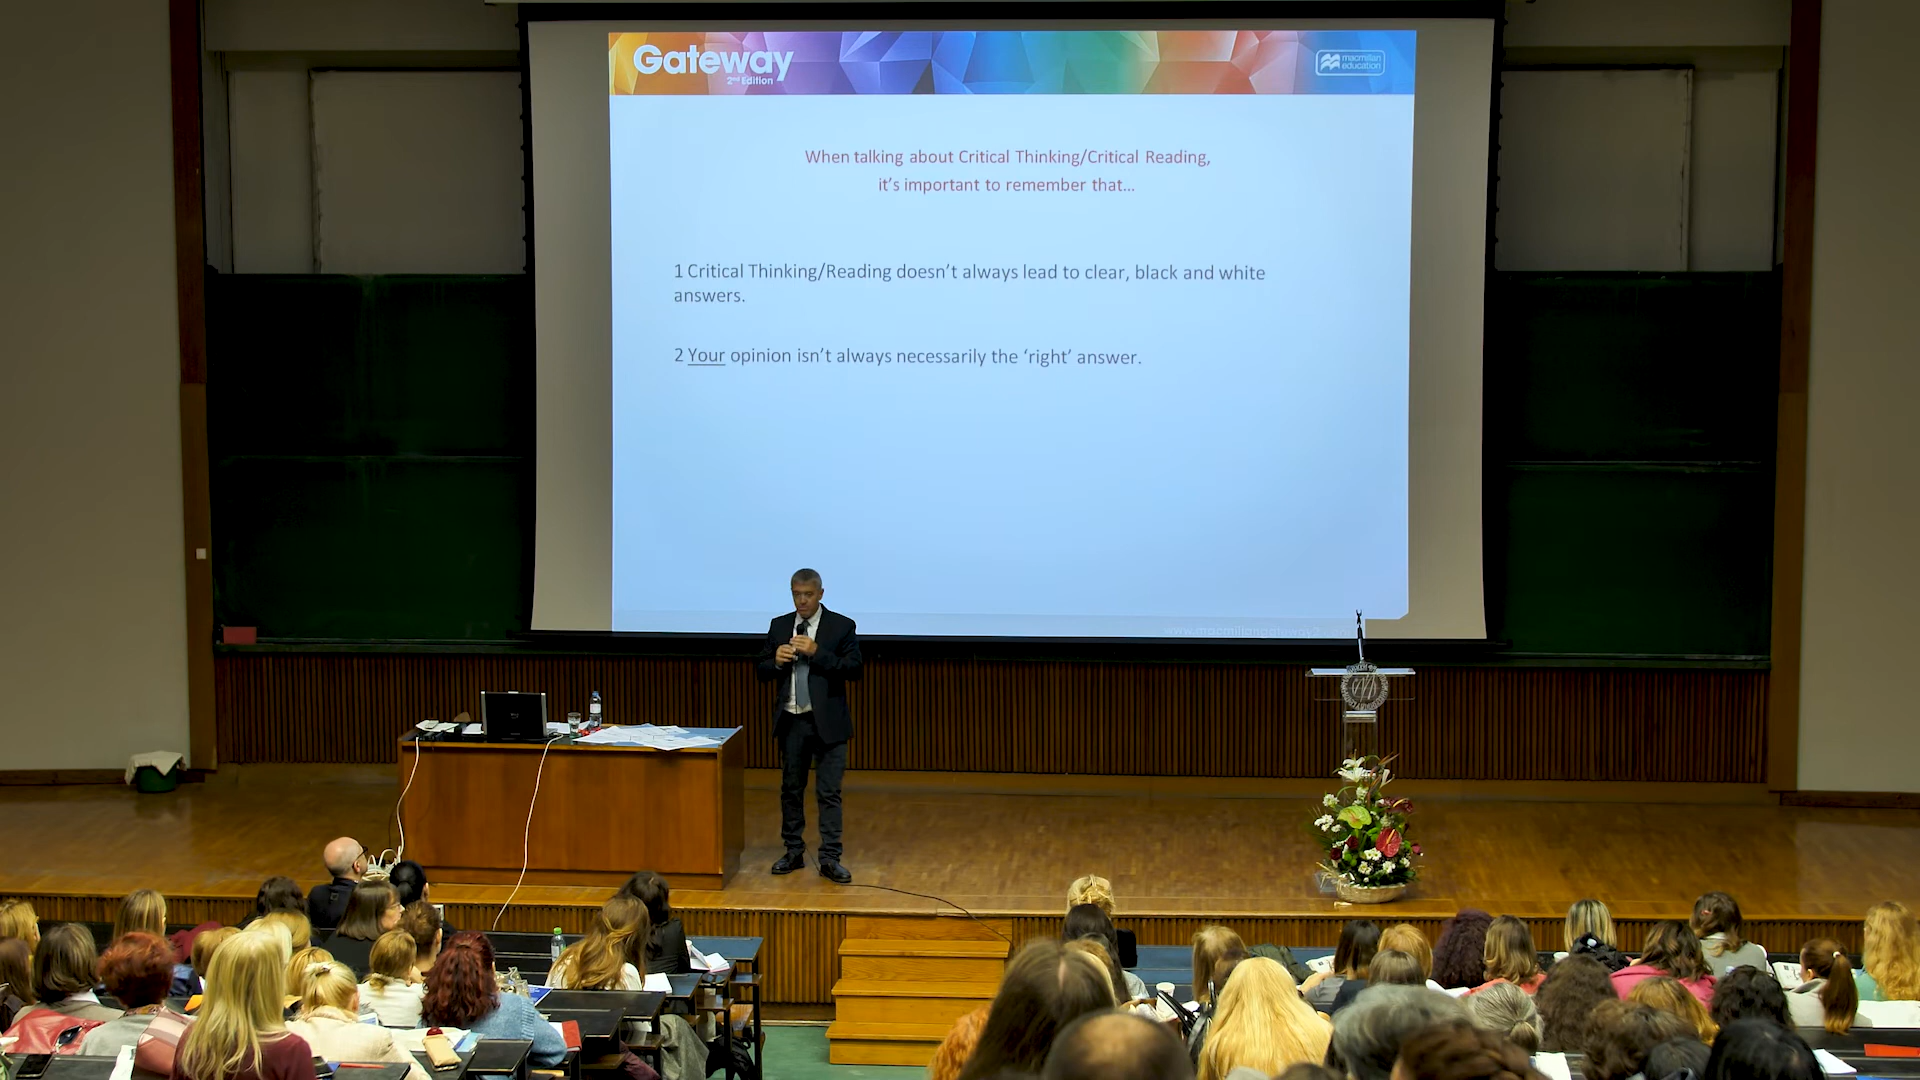 Gateway
2nd Edition
macmillan
education
When talking about Critical Thinking/Critical Reading,
it's important to remember that...
1 Critical Thinking/Reading doesn't always lead to clear, black and white
answers.
2 Your opinion isn't always necessarily the 'right' answer.